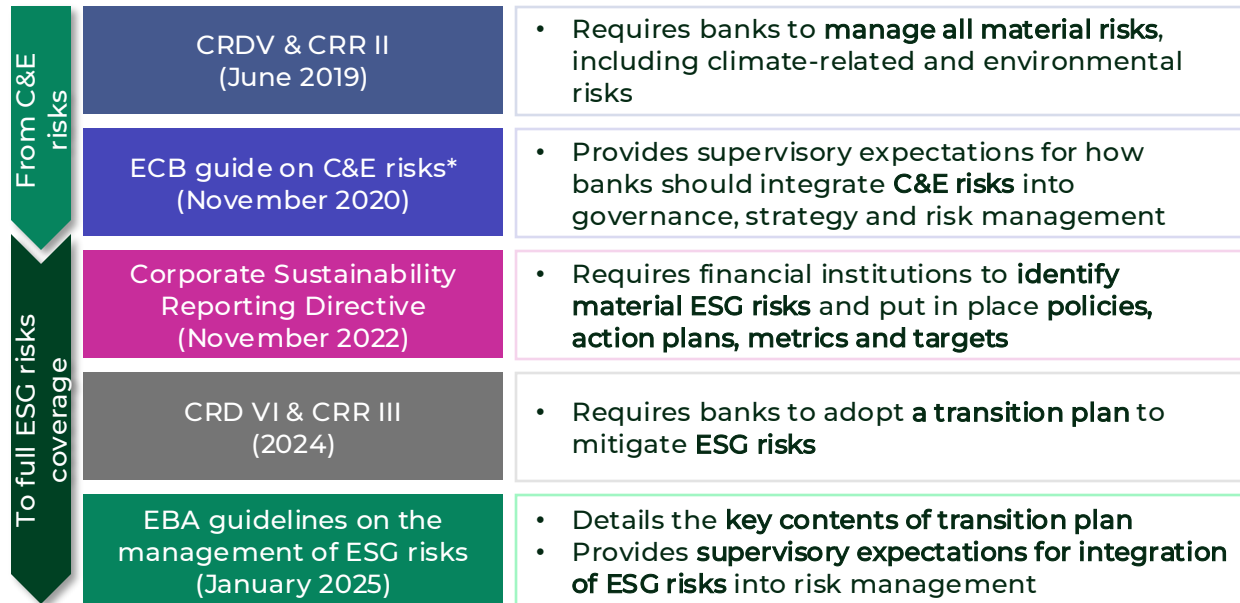 From C&E
risks
To full ESG risks
coverage
CRDV & CRR II
(June 2019)
• Requires banks to manage all material risks,
including climate-related and environmental
risks
ECB guide on C&E risks*
(November 2020)
• Provides supervisory expectations for how
banks should integrate C&E risks into
governance, strategy and risk management
Corporate Sustainability
Reporting Directive
(November 2022)
• Requires financial institutions to identify
material ESG risks and put in place policies,
action plans, metrics and targets
CRD VI & CRR III
(2024)
• Requires banks to adopt a transition plan to
mitigate ESG risks
EBA guidelines on the
management of ESG risks
(January 2025)
• Details the key contents of transition plan
• Provides supervisory expectations for integration
of ESG risks into risk management